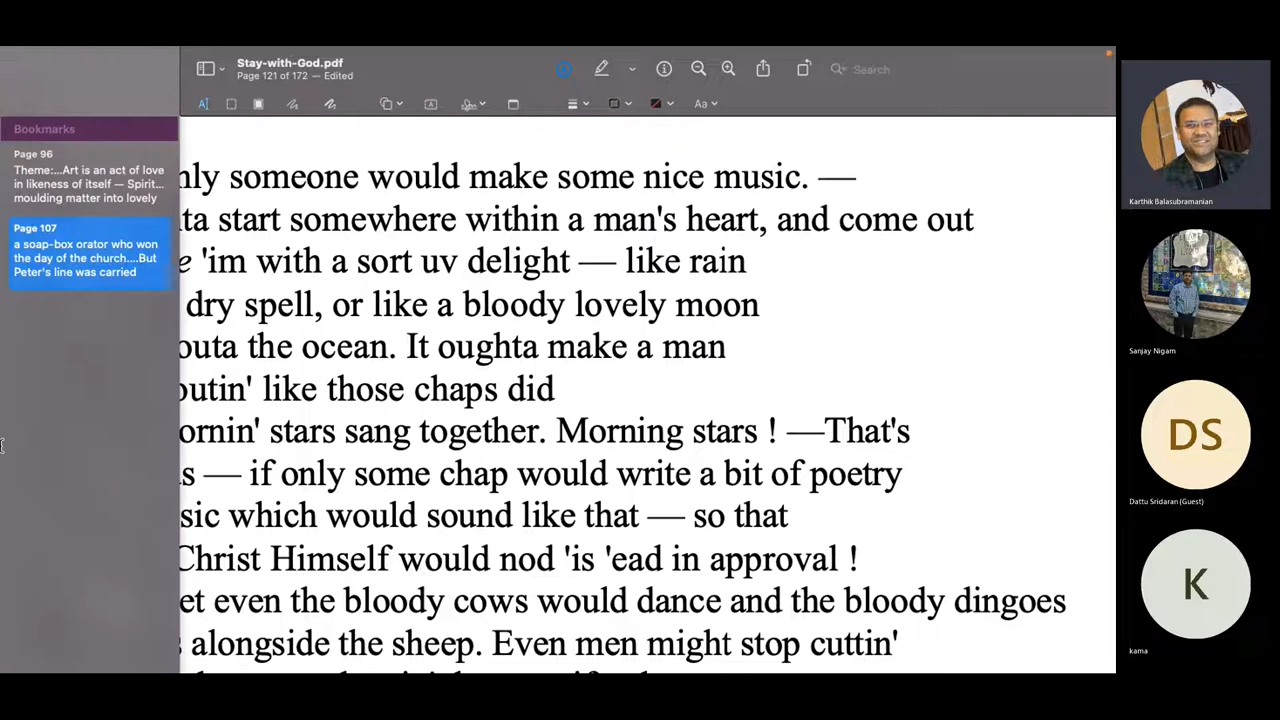 Stay-with-God.pdf
Page 121 of 172 — Edited
Search
Aa
Bookmarks
Page 96
Theme:...Art is an act of love
in likeness of itself — Spirit...
moulding matter into lovely
Page 107
a soap-box orator who won
the day of the church....But
Peter's line was carried
nly someone would make some nice music. —
ta start somewhere within a man's heart, and come out
e 'im with a sort uv delight — like rain
dry spell, or like a bloody lovely moon
outa the ocean. It oughta make a man
outin' like those chaps did
ornin' stars sang together. Morning stars ! —That's
s — if only some chap would write a bit of poetry
sic which would sound like that — so that
Christ Himself would nod 'is 'ead in approval !
et even the bloody cows would dance and the bloody dingoes
alongside the sheep. Even men might stop cuttin'
Karthik Balasubramanian
Sanjay Nigam
DS
Dattu Sridaran (Guest)
K
kama